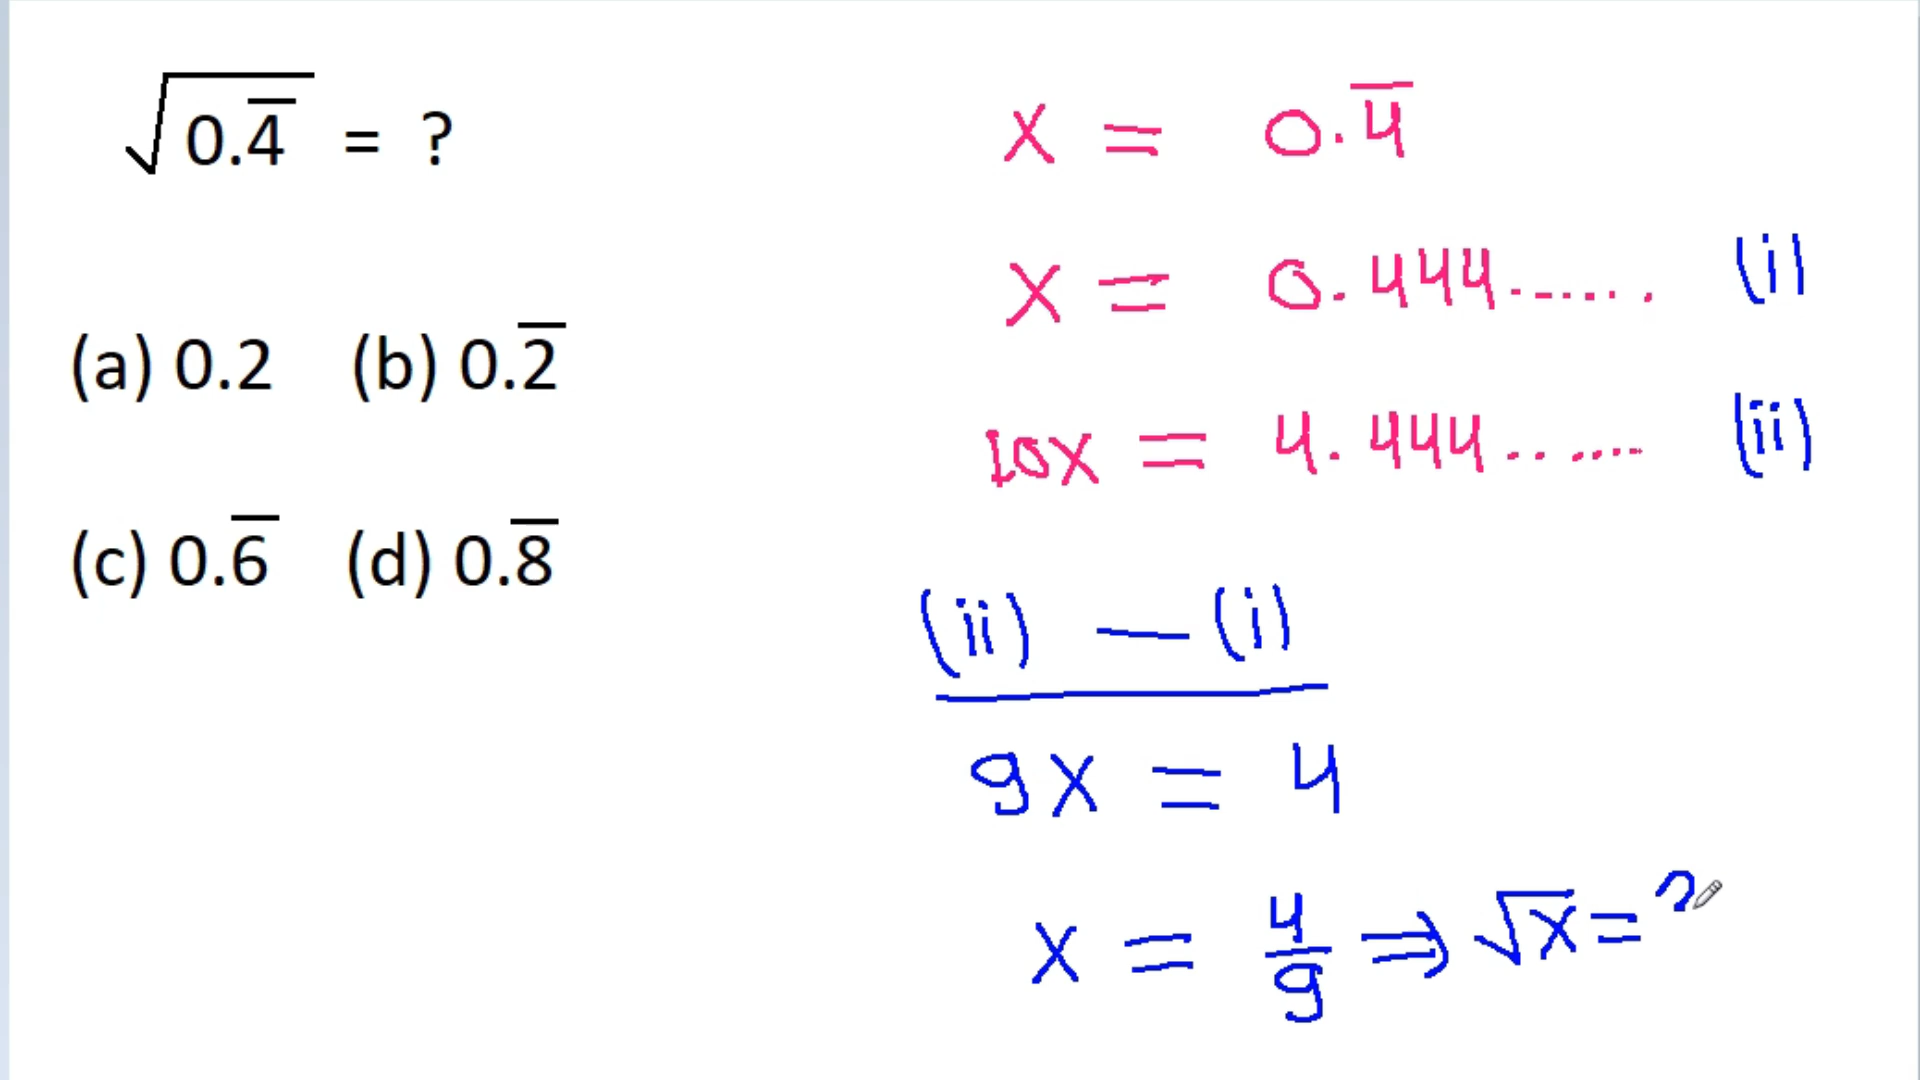 √0.4̅ = ?
(a) 0.2 (b) 0.2̅
(c) 0.6̅ (d) 0.8̅
x = 0.4̅
x = 0.444....... (i)
10x = 4.444....... (ii)
(ii) — (i)
9x = 4
x = 4/9 ⇒ √x = 2